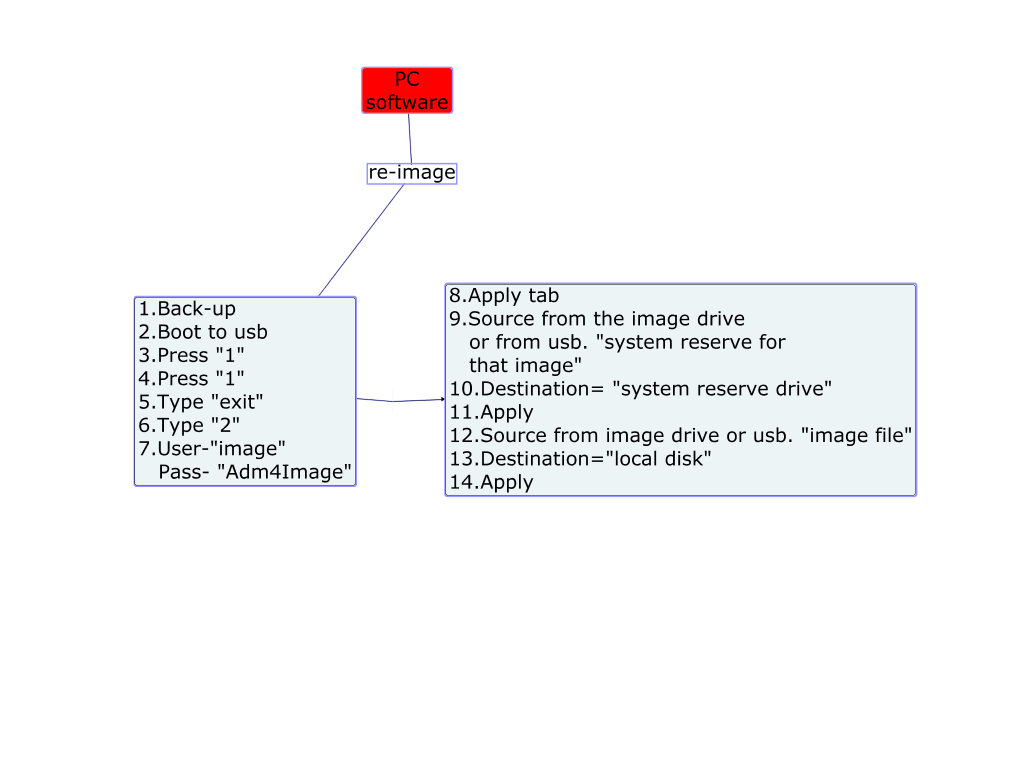 PC
software
re-image
1.Back-up
2.Boot to usb
3.Press "1"
4.Press "1"
5.Type "exit"
6.Type "2"
7.User-"image"
Pass- "Adm4Image"
8.Apply tab
9.Source from the image drive
or from usb. "system reserve for
that image"
10.Destination= "system reserve drive"
11.Apply
12.Source from image drive or usb. "image file"
13.Destination="local disk"
14.Apply